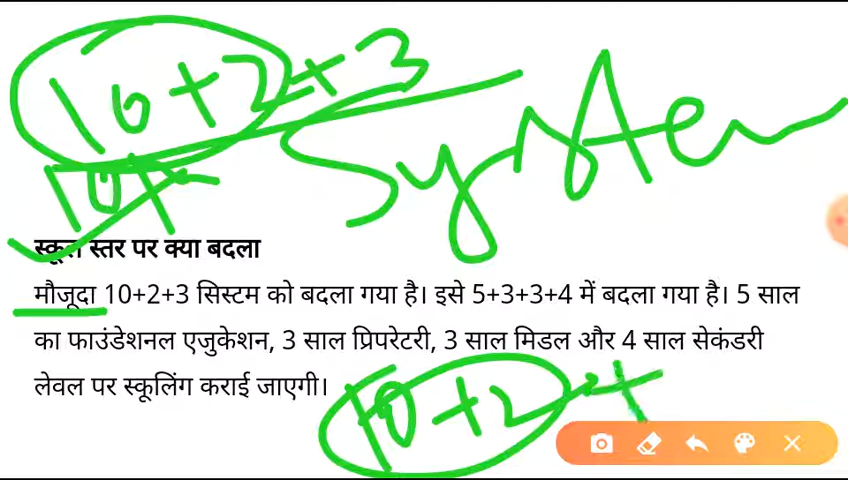 10+2+3
System
10+
स्कूल स्तर पर क्या बदला
मौजूदा 10+2+3 सिस्टम को बदला गया है। इसे 5+3+3+4 में बदला गया है। 5 साल
का फाउंडेशनल एजुकेशन, 3 साल प्रिपरेटरी, 3 साल मिडल और 4 साल सेकंडरी
लेवल पर स्कूलिंग कराई जाएगी।
10+2+